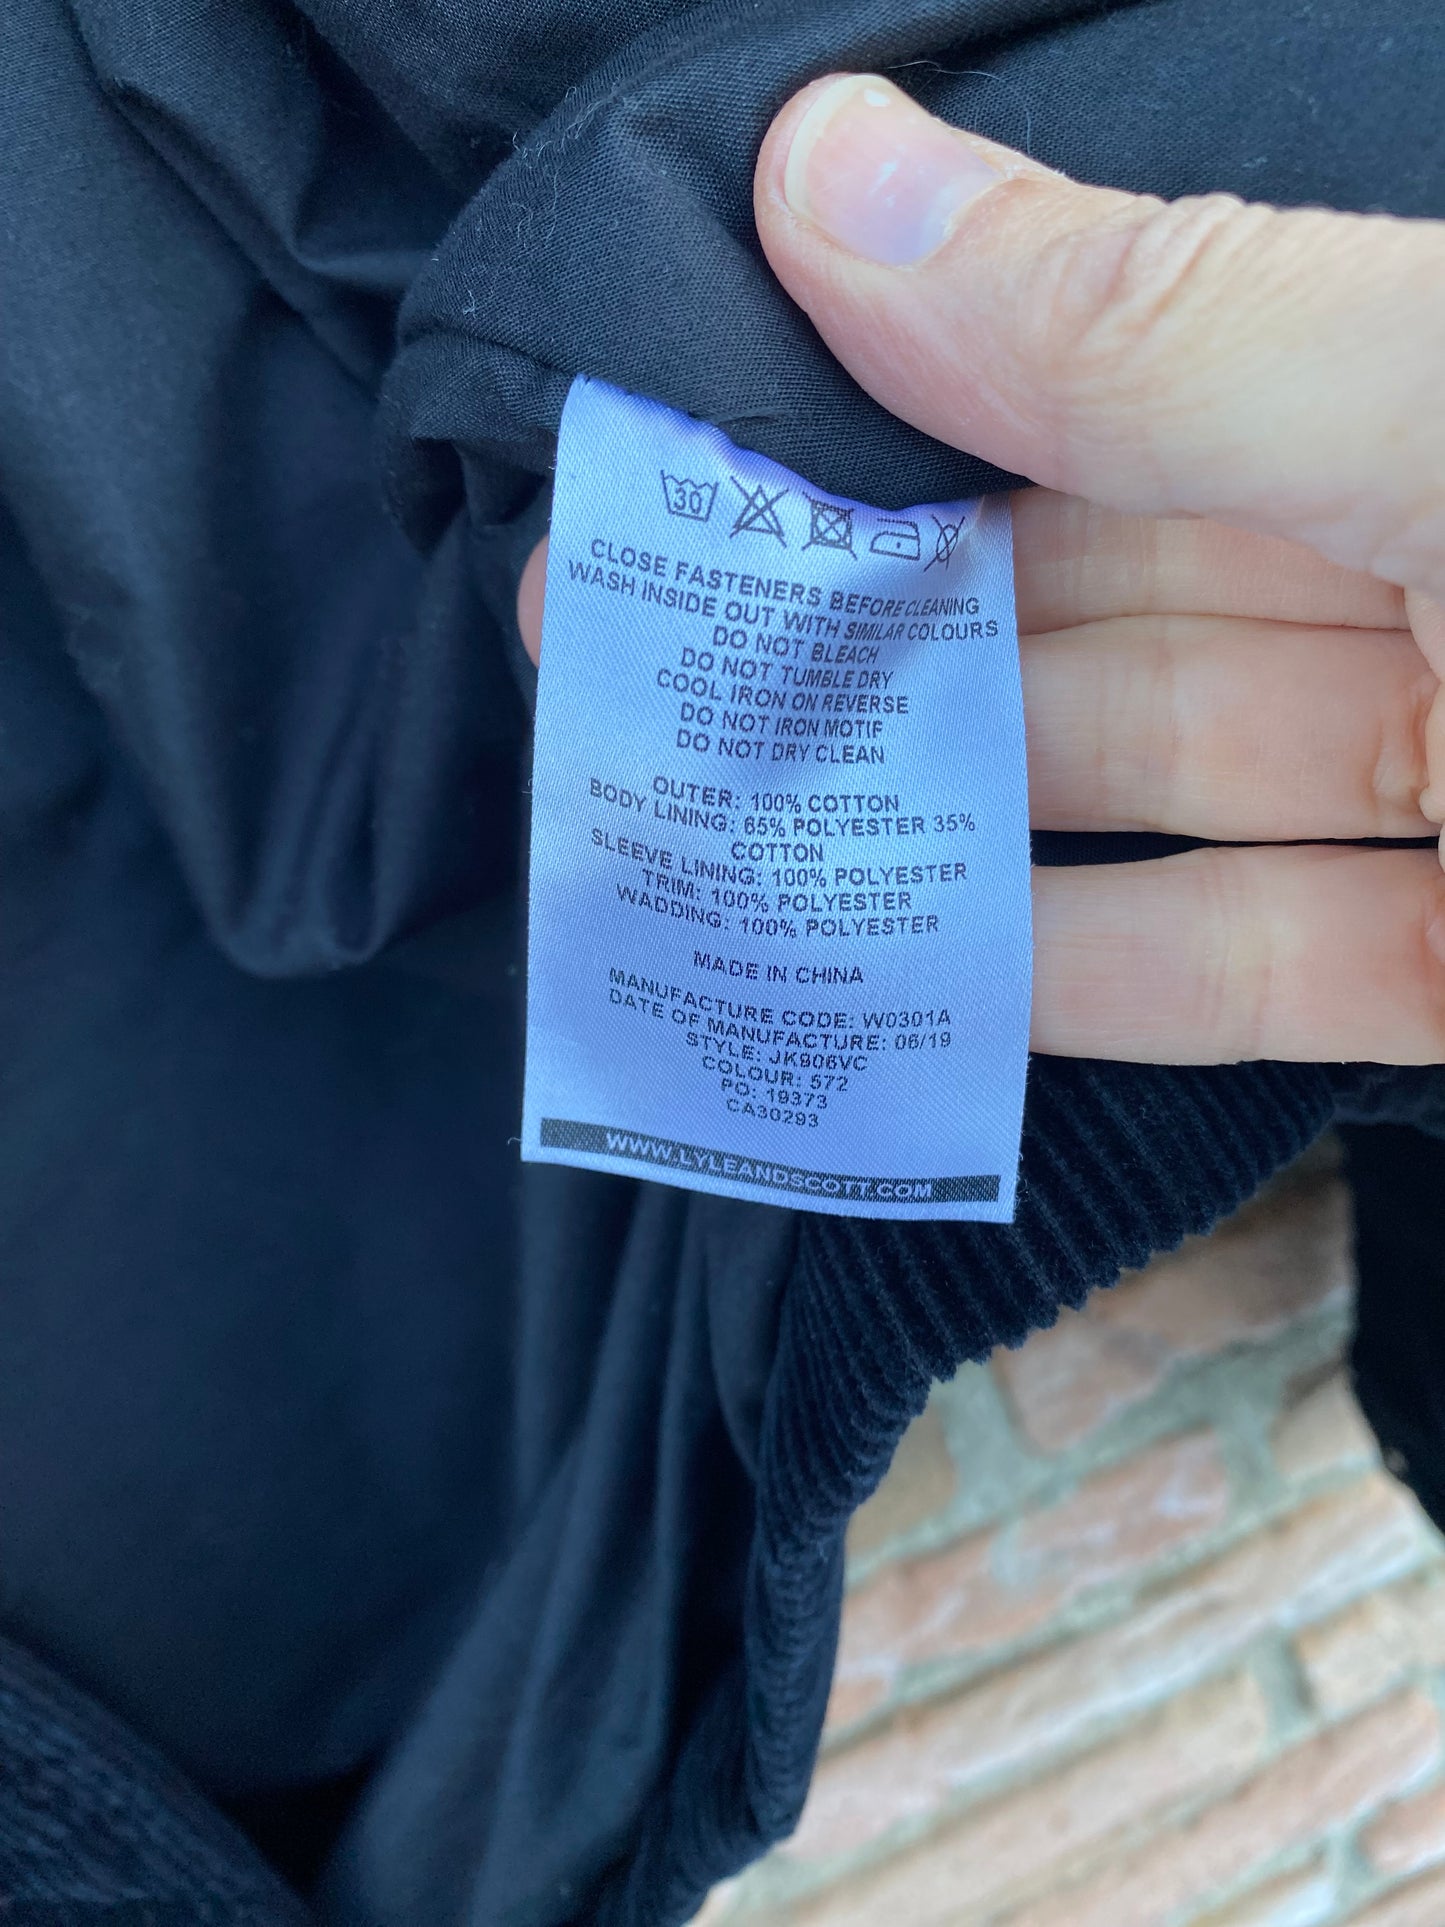 30
CLOSE FASTENERS BEFORE CLEANING
WASH INSIDE OUT WITH SIMILAR COLOURS
DO NOT BLEACH
DO NOT TUMBLE DRY
COOL IRON ON REVERSE
DO NOT IRON MOTIF
DO NOT DRY CLEAN
OUTER: 100% COTTON
BODY LINING: 65% POLYESTER 35%
COTTON
SLEEVE LINING: 100% POLYESTER
TRIM: 100% POLYESTER
WADDING: 100% POLYESTER
MADE IN CHINA
MANUFACTURE CODE: W0301A
DATE OF MANUFACTURE: 06/19
STYLE: JK906VC
COLOUR: 572
PO: 19373
CA30293
WWW.LYLEANDSCOTT.COM